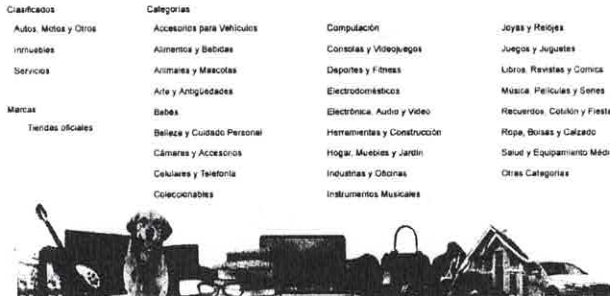 Clasificados
Autos, Motos y Otros
Inmuebles
Servicios
Marcas
Tiendas oficiales
Categorías
Accesorios para Vehículos
Alimentos y Bebidas
Animales y Mascotas
Arte y Antigüedades
Bebés
Belleza y Cuidado Personal
Cámaras y Accesorios
Celulares y Telefonía
Coleccionables
Computación
Consolas y Videojuegos
Deportes y Fitness
Electrodomésticos
Electrónica, Audio y Video
Herramientas y Construcción
Hogar, Muebles y Jardín
Industrias y Oficinas
Instrumentos Musicales
Joyas y Relojes
Juegos y Juguetes
Libros, Revistas y Comics
Música, Películas y Series
Recuerdos, Cotillón y Fiesta
Ropa, Bolsas y Calzado
Salud y Equipamiento Médi
Otras Categorías